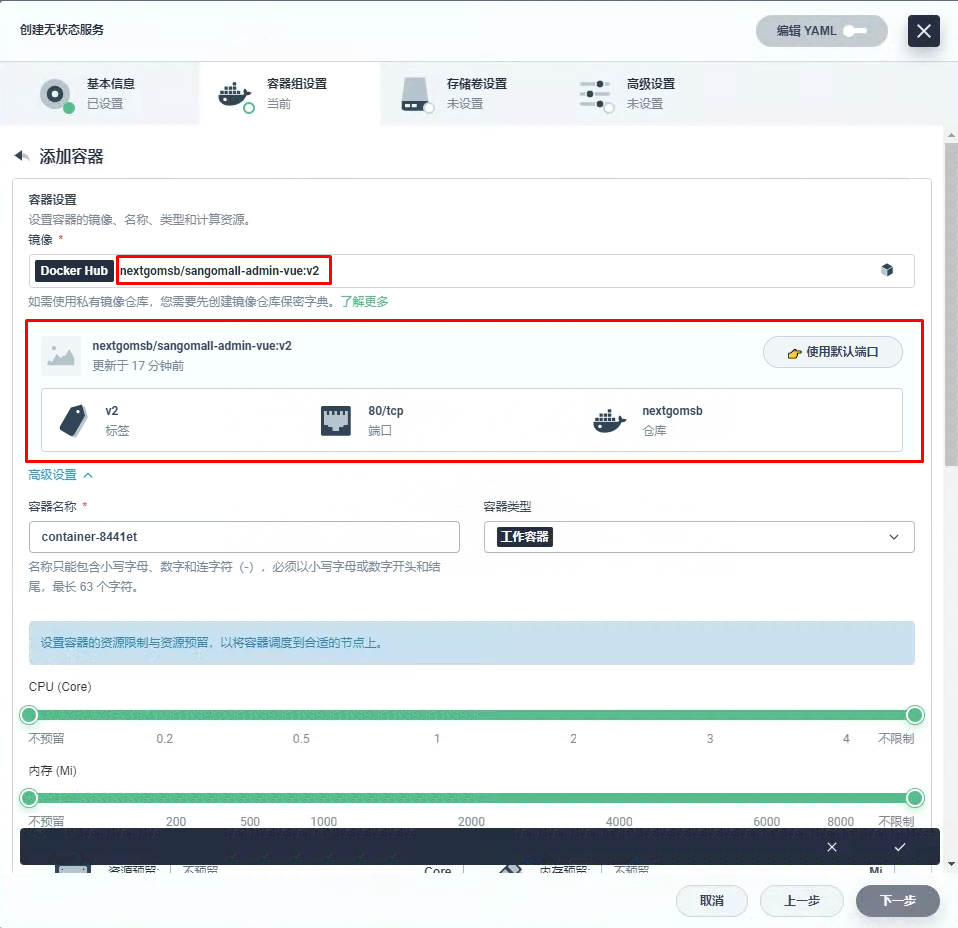 创建无状态服务
编辑 YAML
基本信息
已设置
容器组设置
当前
存储卷设置
未设置
高级设置
未设置
添加容器
容器设置
设置容器的镜像、名称、类型和计算资源。
镜像 *
Docker Hub nextgomsb/sangomall-admin-vue:v2
如需使用私有镜像仓库，您需要先创建镜像仓库保密字典。了解更多
nextgomsb/sangomall-admin-vue:v2
更新于 17 分钟前
使用默认端口
v2
标签
80/tcp
端口
nextgomsb
仓库
高级设置
容器名称 *
container-8441et
名称只能包含小写字母、数字和连字符（-），必须以小写字母或数字开头和结
尾，最长 63 个字符。
容器类型
工作容器
设置容器的资源限制与资源预留，以将容器调度到合适的节点上。
CPU (Core)
不预留 0.2 0.5 1 2 3 4 不限制
内存 (Mi)
不预留 200 500 1000 2000 4000 6000 8000 不限制
资源预留: 不预留 Core 内存预留: 不预留 Mi
取消 上一步 下一步